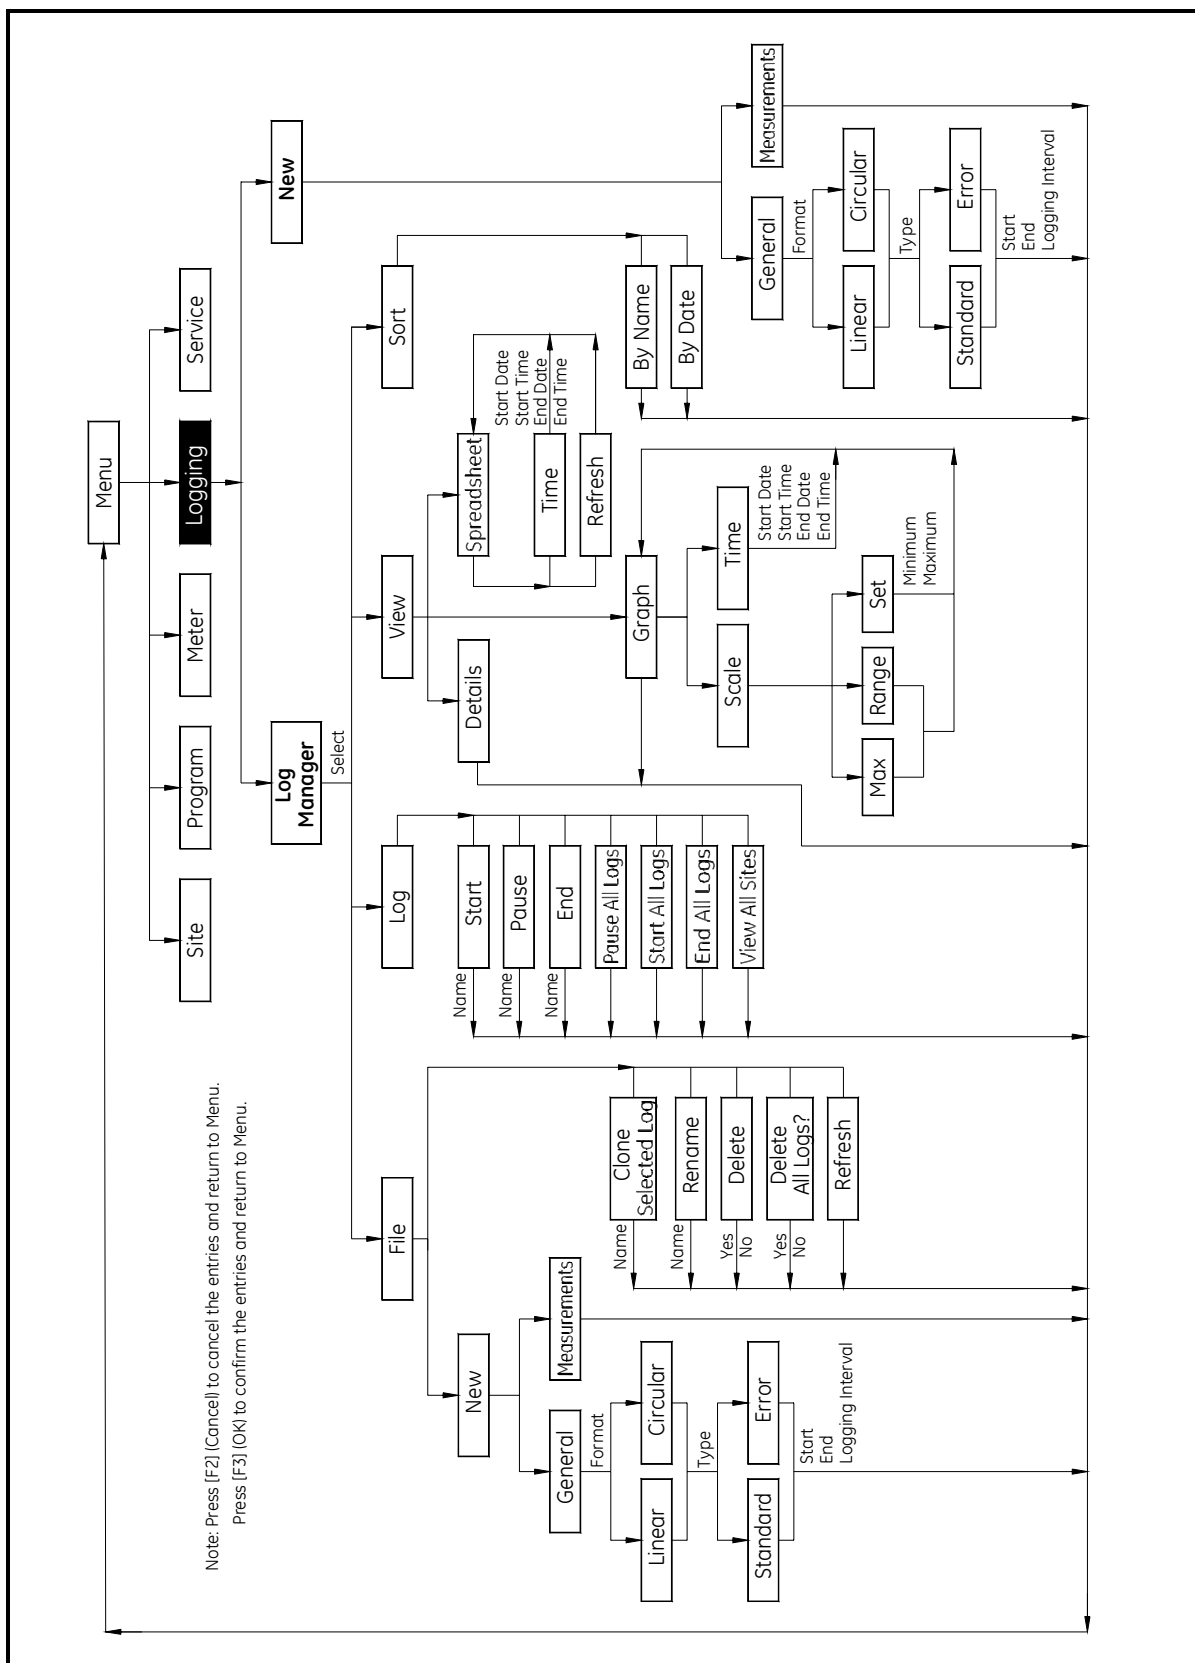 Menu
Site
Program
Meter
Logging
Service
Note: Press [F2] (Cancel) to cancel the entries and return to Menu.
Press [F3] (OK) to confirm the entries and return to Menu.
Log
Manager
New
Select
File
Log
View
Sort
New
Start
Name
Pause
Name
End
Name
Pause All Logs
Start All Logs
End All Logs
View All Sites
Details
Spreadsheet
Start Date
Start Time
End Date
End Time
Time
Refresh
General
Measurements
Format
Linear
Circular
Type
Standard
Error
Start
End
Logging Interval
Clone
Selected Log
Name
Rename
Name
Delete
Yes
No
Delete
All Logs?
Yes
No
Refresh
Graph
Scale
Time
Start Date
Start Time
End Date
End Time
Max
Range
Set
Minimum
Maximum
By Name
By Date
General
Measurements
Format
Linear
Circular
Type
Standard
Error
Start
End
Logging Interval